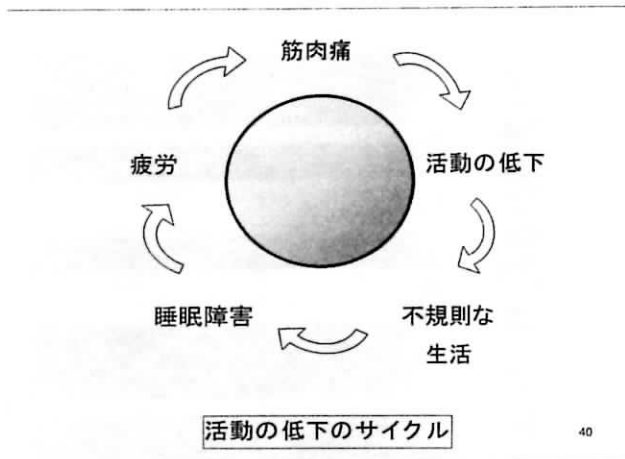 筋肉痛
活動の低下
不規則な
生活
睡眠障害
疲労
活動の低下のサイクル
40